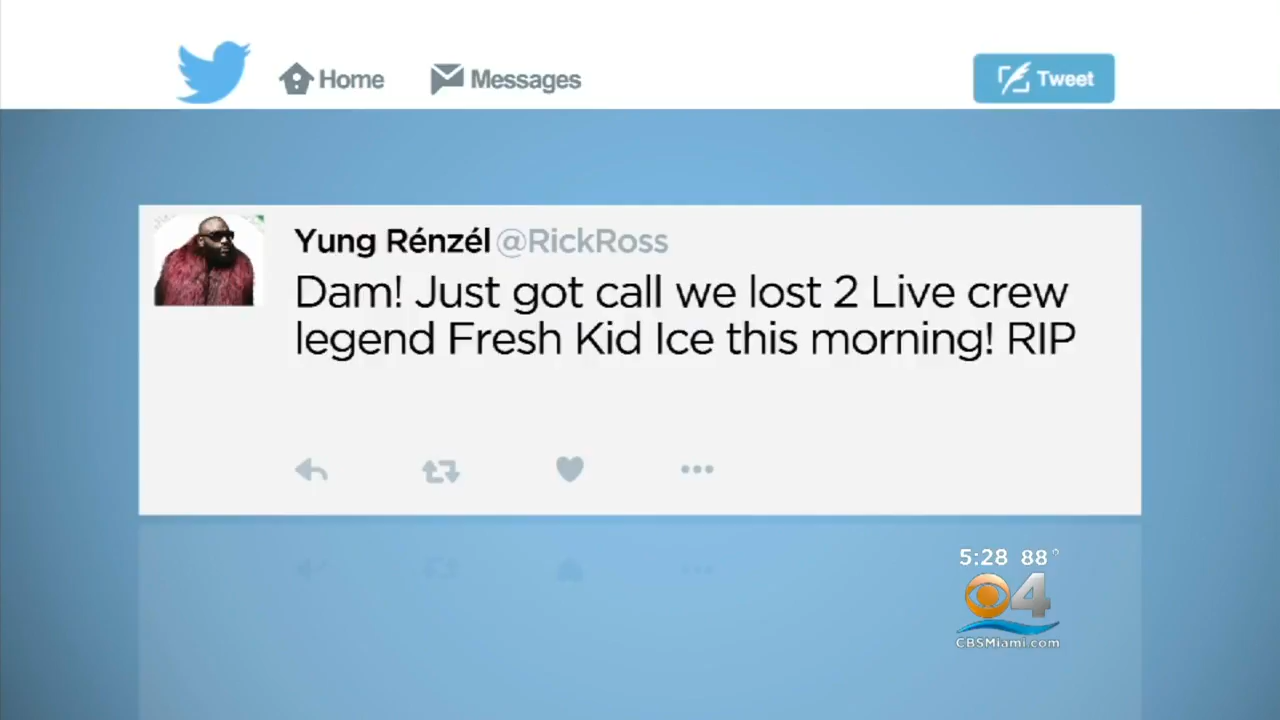 Home Messages Tweet
Yung Rénzél @RickRoss
Dam! Just got call we lost 2 Live crew
legend Fresh Kid Ice this morning! RIP
5:28 88°
4
CBSMiami.com